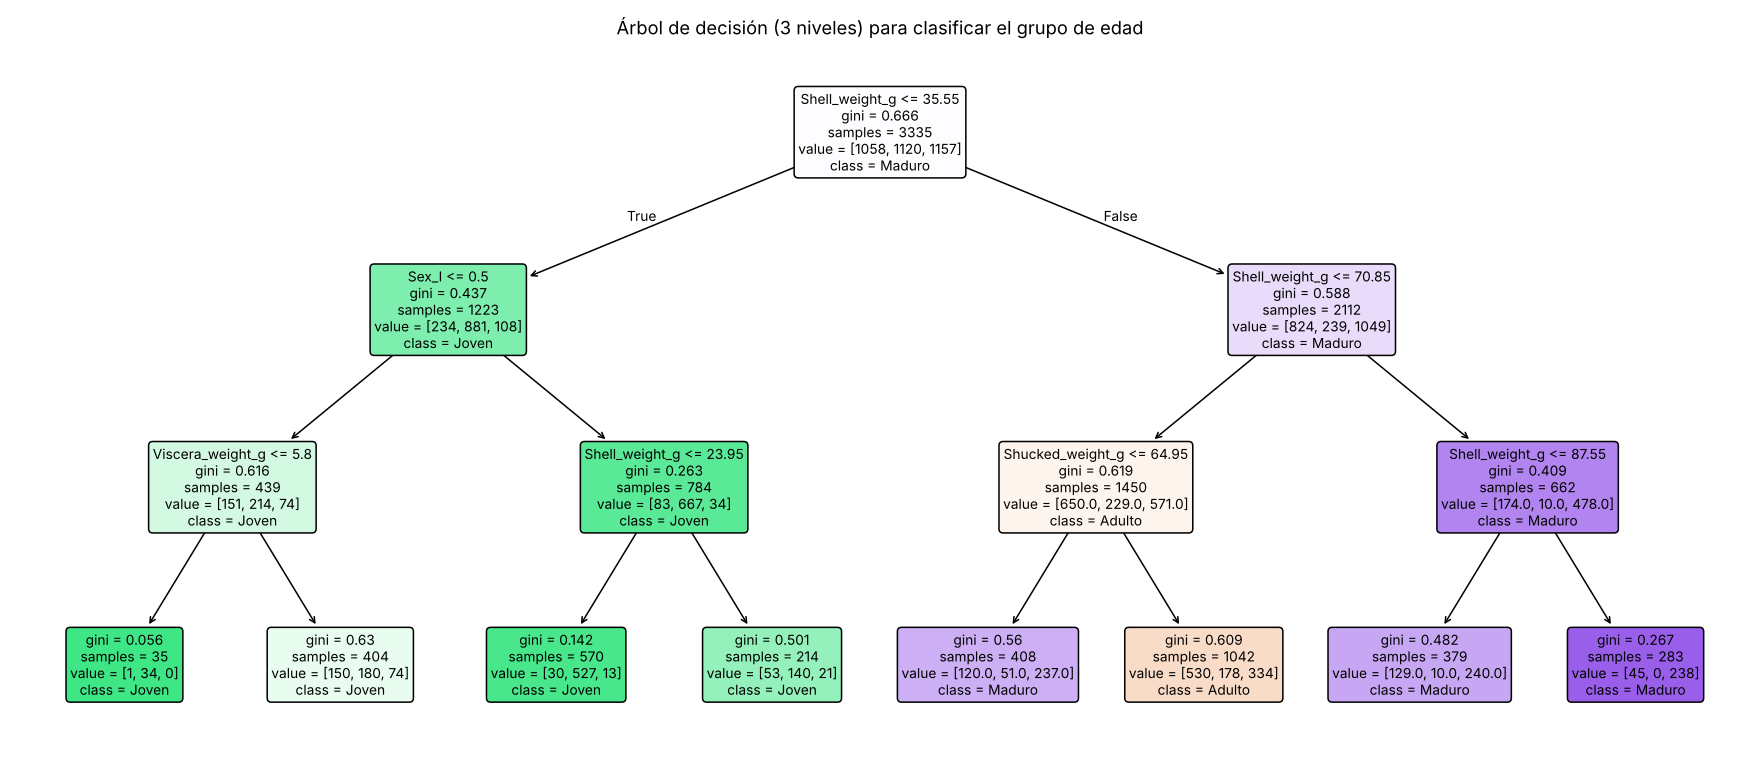 Árbol de decisión (3 niveles) para clasificar el grupo de edad
Shell_weight_g <= 35.55
gini = 0.666
samples = 3335
value = [1058, 1120, 1157]
class = Maduro
True
False
Sex_I <= 0.5
gini = 0.437
samples = 1223
value = [234, 881, 108]
class = Joven
Shell_weight_g <= 70.85
gini = 0.588
samples = 2112
value = [824, 239, 1049]
class = Maduro
Viscera_weight_g <= 5.8
gini = 0.616
samples = 439
value = [151, 214, 74]
class = Joven
Shell_weight_g <= 23.95
gini = 0.263
samples = 784
value = [83, 667, 34]
class = Joven
Shucked_weight_g <= 64.95
gini = 0.619
samples = 1450
value = [650.0, 229.0, 571.0]
class = Adulto
Shell_weight_g <= 87.55
gini = 0.409
samples = 662
value = [174.0, 10.0, 478.0]
class = Maduro
gini = 0.056
samples = 35
value = [1, 34, 0]
class = Joven
gini = 0.63
samples = 404
value = [150, 180, 74]
class = Joven
gini = 0.142
samples = 570
value = [30, 527, 13]
class = Joven
gini = 0.501
samples = 214
value = [53, 140, 21]
class = Joven
gini = 0.56
samples = 408
value = [120.0, 51.0, 237.0]
class = Maduro
gini = 0.609
samples = 1042
value = [530, 178, 334]
class = Adulto
gini = 0.482
samples = 379
value = [129.0, 10.0, 240.0]
class = Maduro
gini = 0.267
samples = 283
value = [45, 0, 238]
class = Maduro